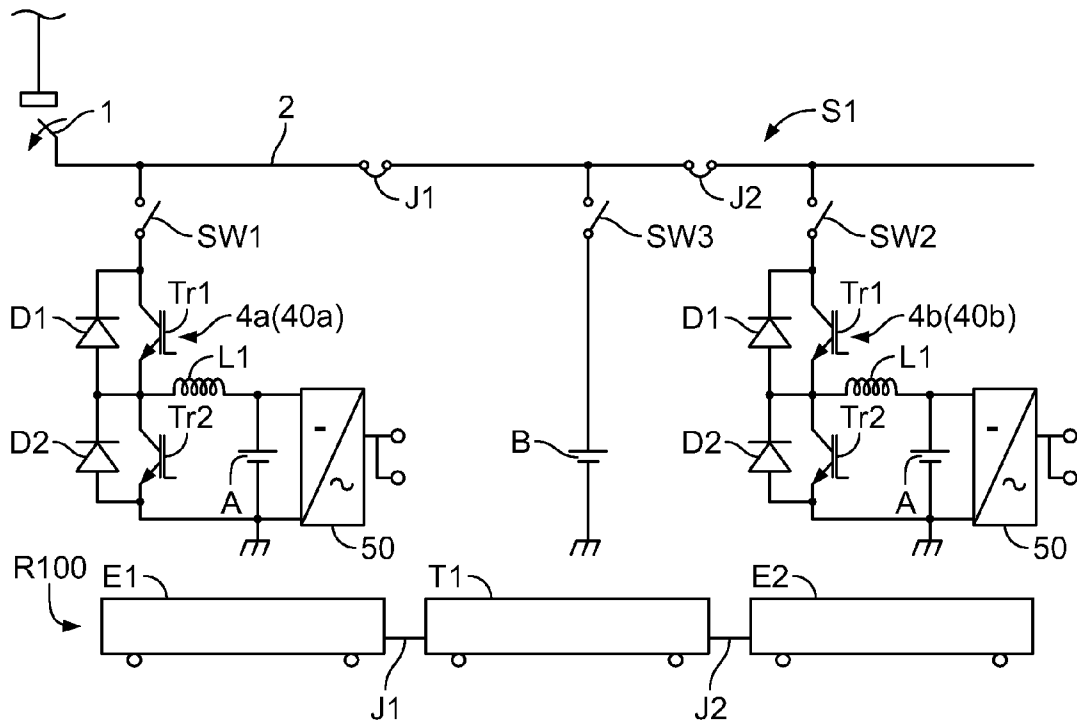 1
2
S1
J1
J2
SW1
SW3
SW2
Tr1
Tr1
D1
4a(40a)
D1
4b(40b)
L1
L1
Tr2
Tr2
D2
-
B
D2
-
A
~
A
~
50
50
R100
E1
T1
E2
J1
J2